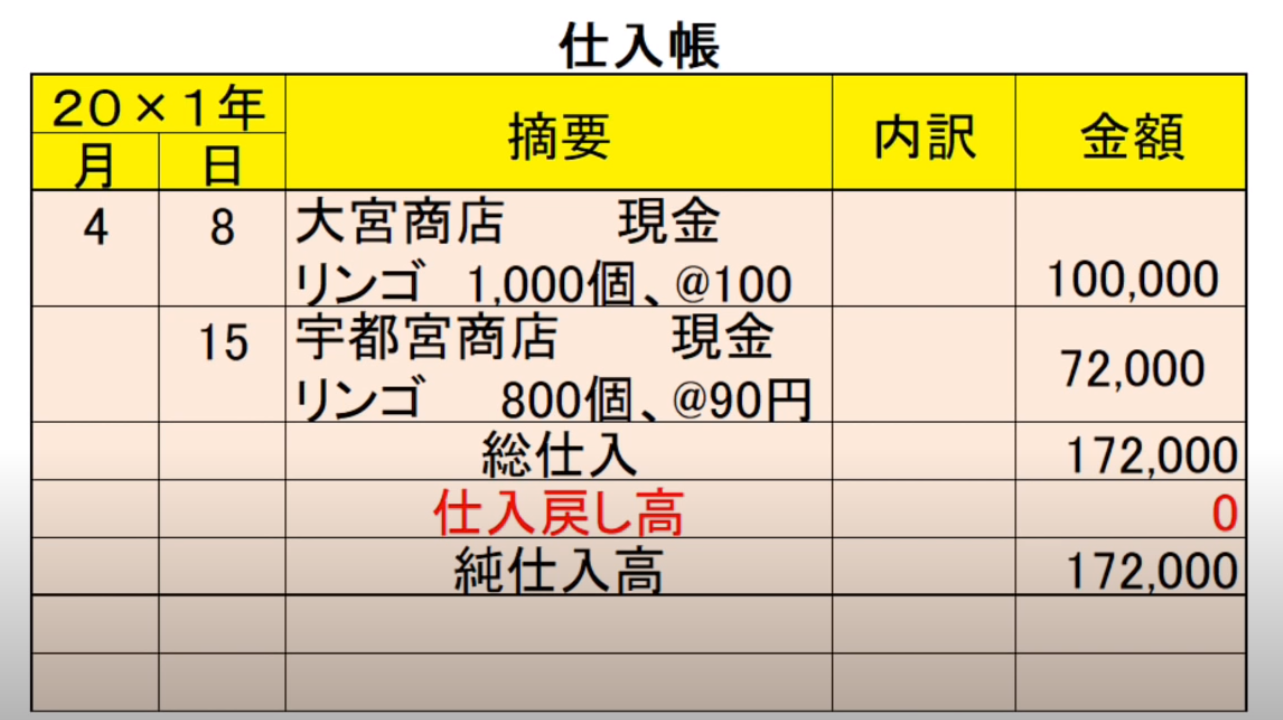 仕入帳
20×1年
月 日 摘要 内訳 金額
4 8 大宮商店 現金
リンゴ 1,000個、@100 100,000
15 宇都宮商店 現金
リンゴ 800個、@90円 72,000
総仕入 172,000
仕入戻し高 0
純仕入高 172,000